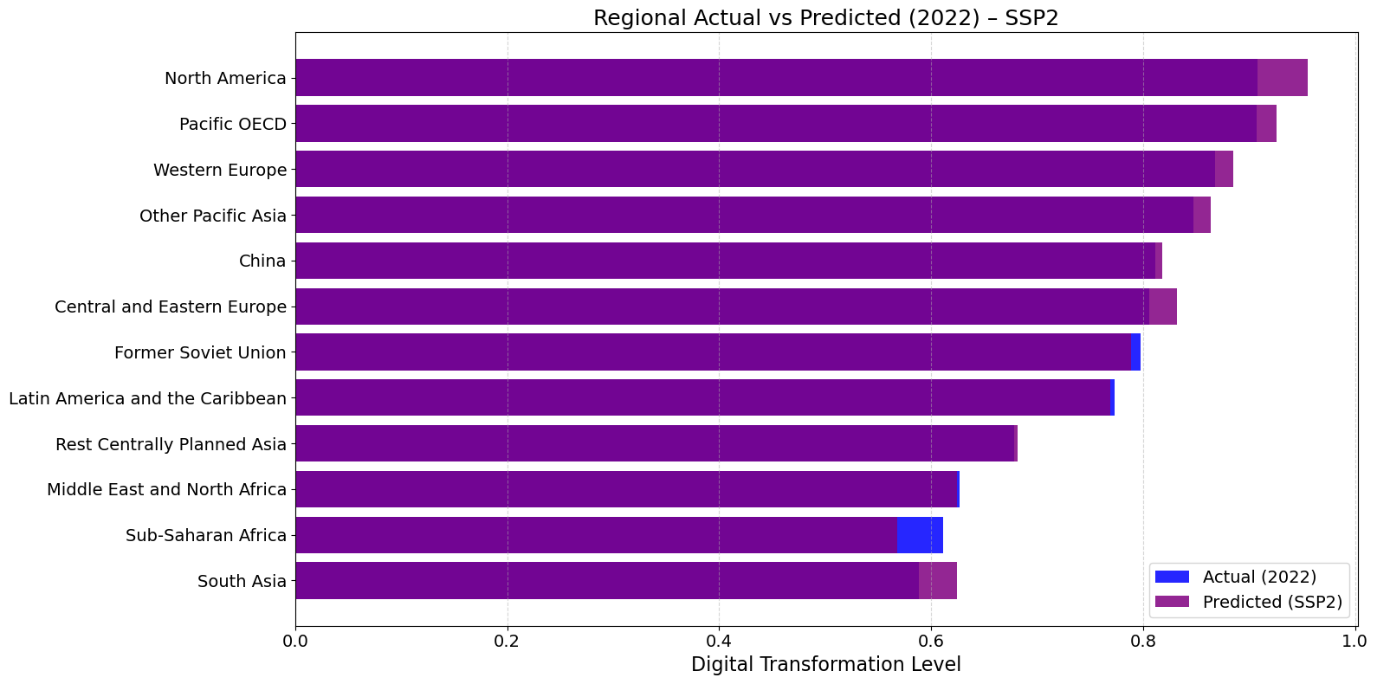 Regional Actual vs Predicted (2022) – SSP2
North America
Pacific OECD
Western Europe
Other Pacific Asia
China
Central and Eastern Europe
Former Soviet Union
Latin America and the Caribbean
Rest Centrally Planned Asia
Middle East and North Africa
Sub-Saharan Africa
South Asia
Actual (2022)
Predicted (SSP2)
0.0 0.2 0.4 0.6 0.8 1.0
Digital Transformation Level